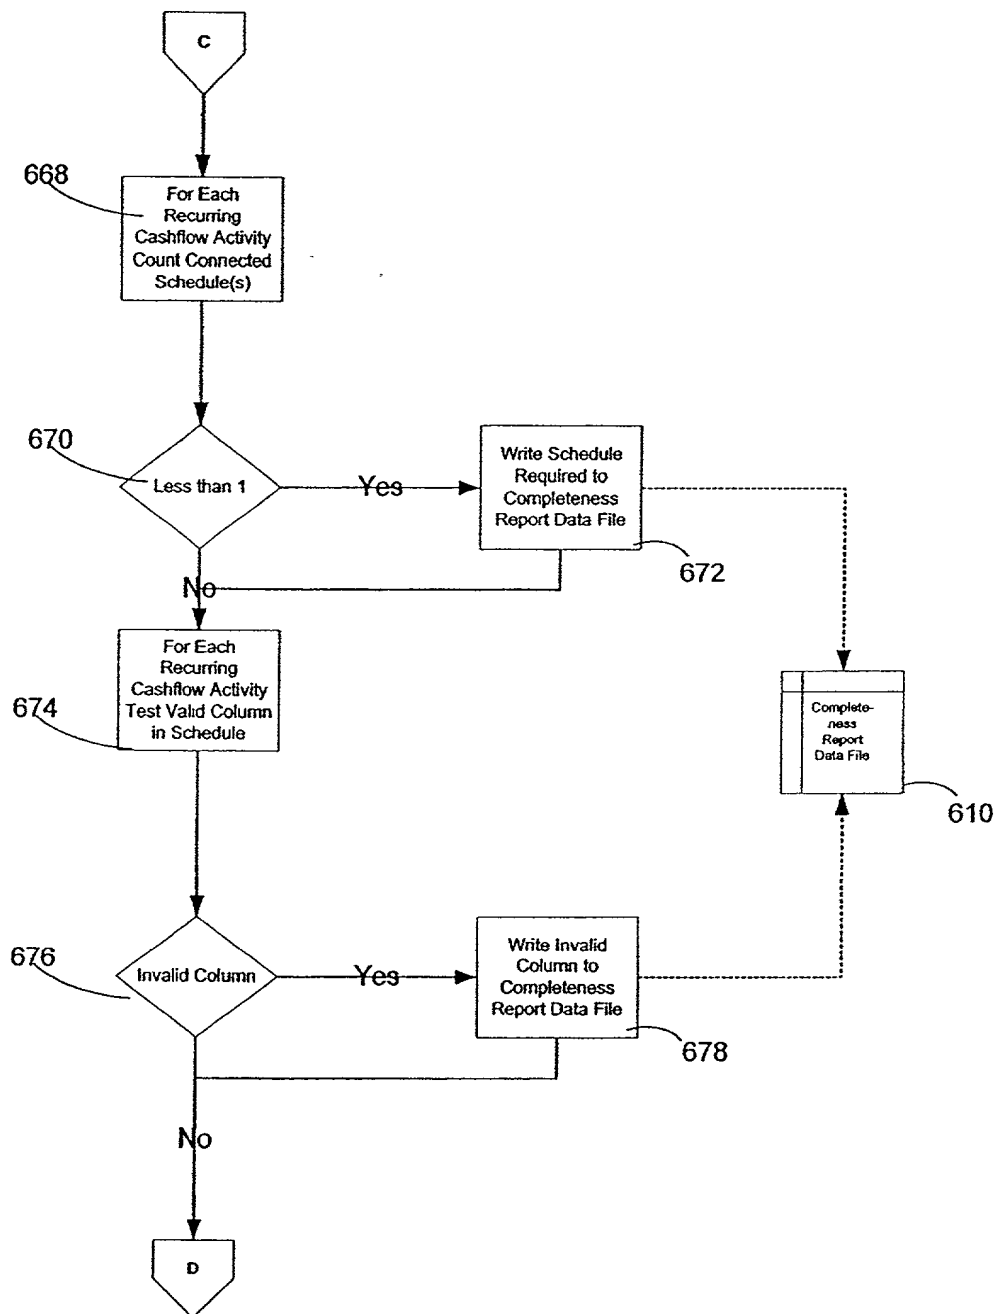 C
668
For Each
Recurring
Cashflow Activity
Count Connected
Schedule(s)
670
Less than 1
Yes
Write Schedule
Required to
Completeness
Report Data File
672
No
For Each
Recurring
Cashflow Activity
Test Valid Column
in Schedule
674
Complete-
ness
Report
Data File
610
676
Invalid Column
Yes
Write Invalid
Column to
Completeness
Report Data File
678
No
D